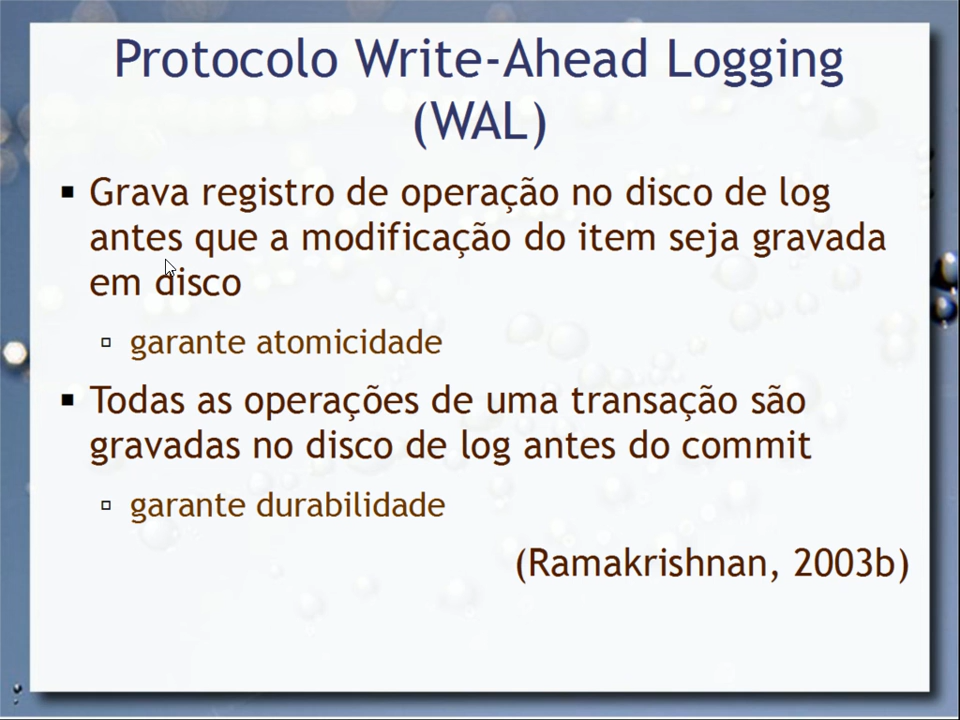 Protocolo Write-Ahead Logging
(WAL)
Grava registro de operação no disco de log
antes que a modificação do item seja gravada
em disco
garante atomicidade
Todas as operações de uma transação são
gravadas no disco de log antes do commit
garante durabilidade
(Ramakrishnan, 2003b)